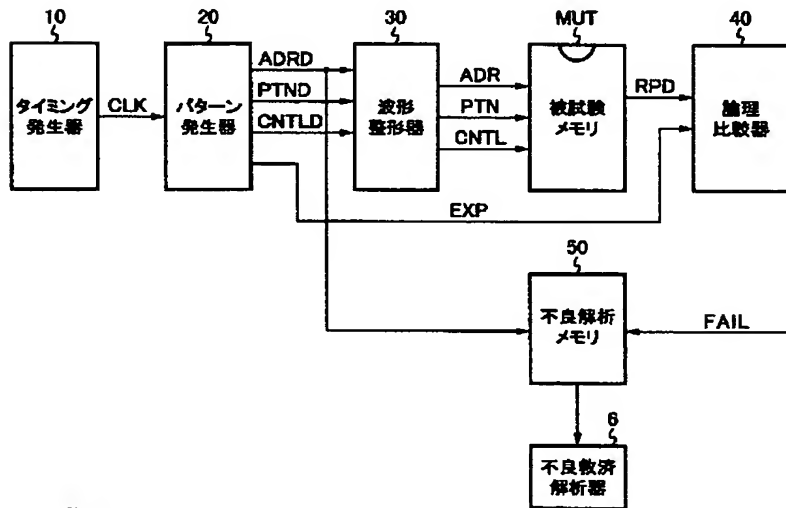 10
20
30
MUT
40
タイミング
発生器
CLK
パターン
発生器
ADRD
PTND
CNTLD
波形
整形器
ADR
PTN
CNTL
被試験
メモリ
RPD
論理
比較器
EXP
50
不良解析
メモリ
FAIL
6
不良救済
解析器